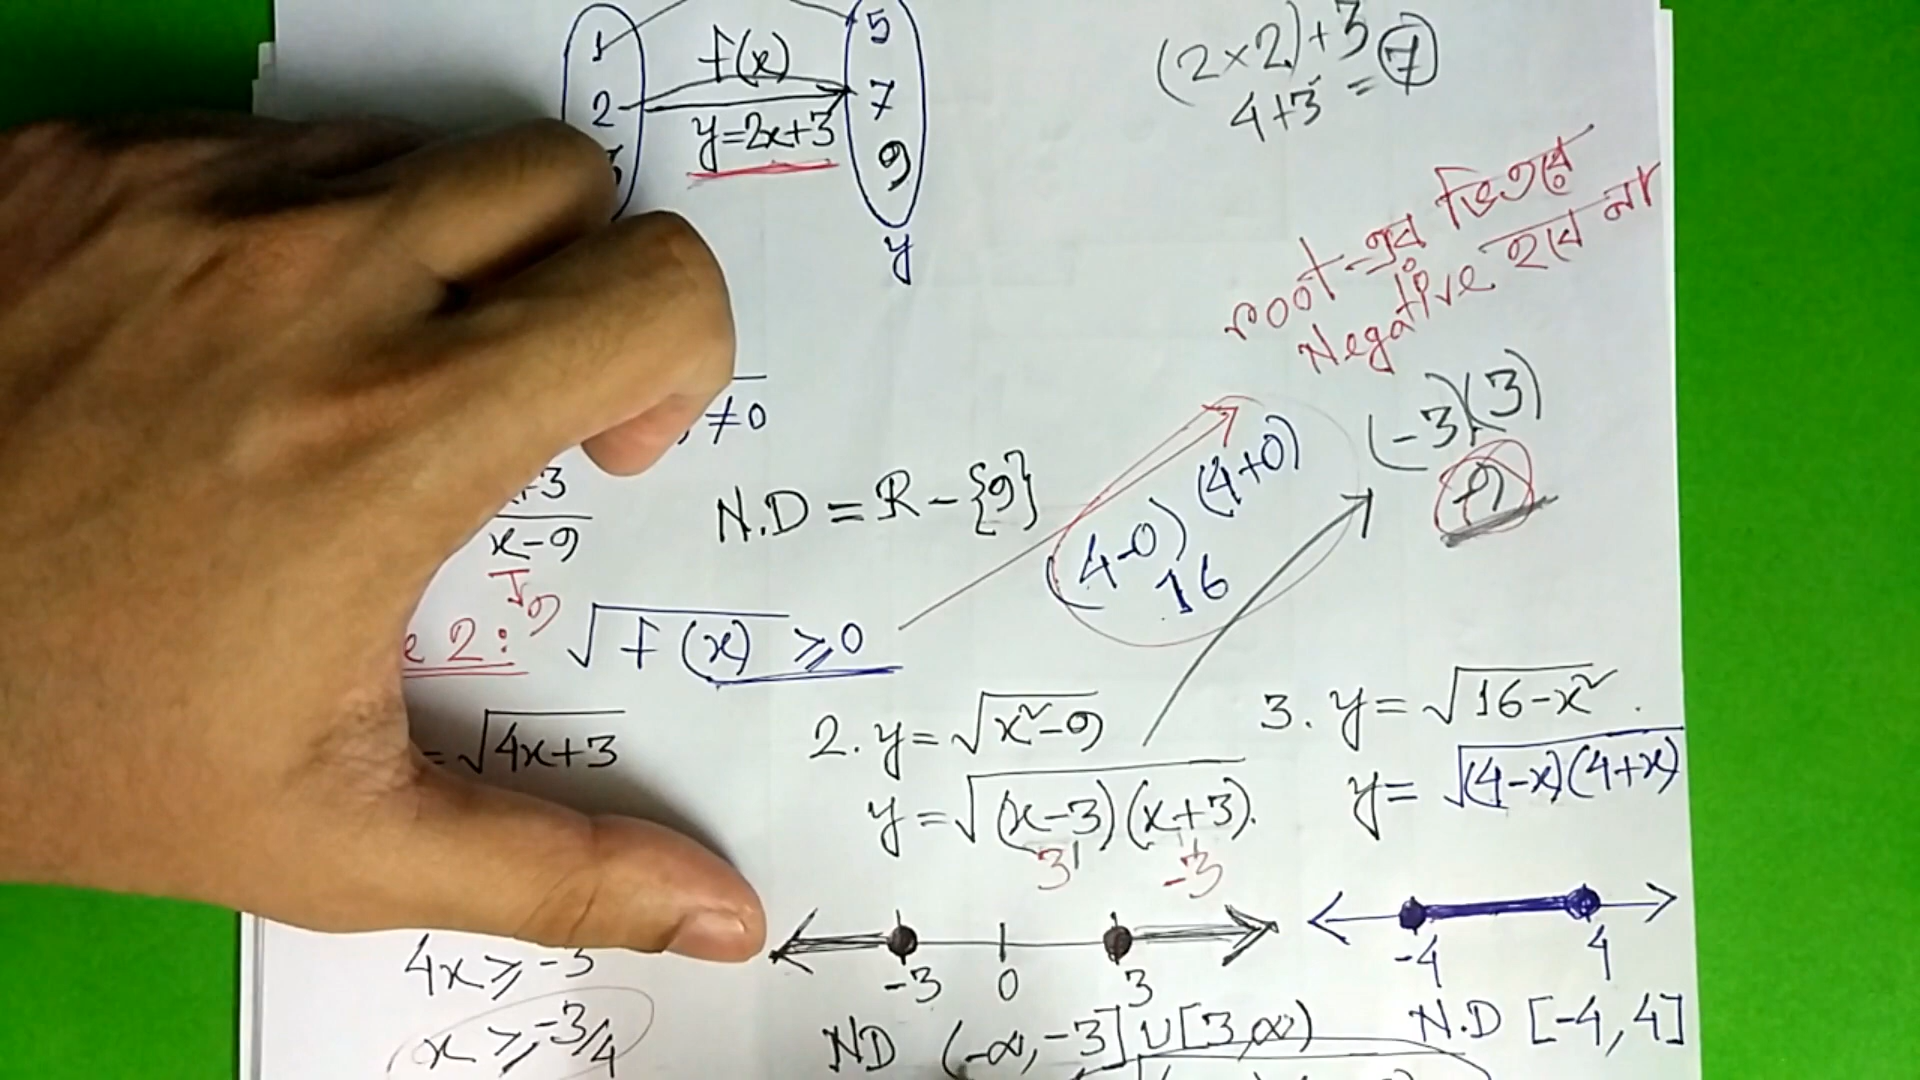 1
2
f(x)
y=2x+3
5
7
9
y
(2×2)+3
4+3 = 7
root-এর ভিতরে
Negative হবে না
≠0
x-9
9
N.D = R - {9}
(4-0) (4+0)
16
(-3)(3)
-9
e 2:
√f(x) ≥0
= √4x+3
4x ≥ -3
x ≥ -3/4
2. y = √x²-9
y = √(x-3)(x+3).
3
-3
-3 0 3
ND (-∞,-3]∪[3,∞)
3. y = √16-x².
y = √(4-x)(4+x)
-4 4
N.D [-4,4]